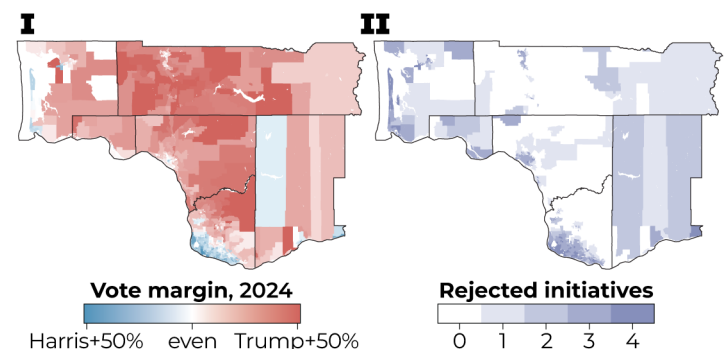 I
II
Vote margin, 2024
Harris+50% even Trump+50%
Rejected initiatives
0 1 2 3 4